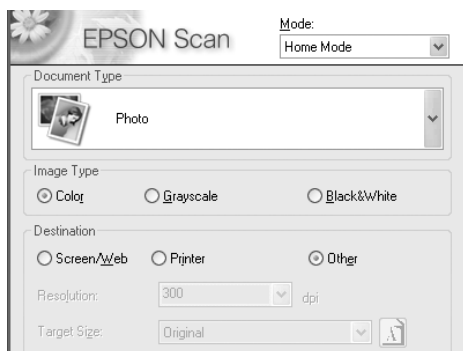 EPSON Scan
Mode:
Home Mode
Document Type
Photo
Image Type
Color Grayscale Black&White
Destination
Screen/Web Printer Other
Resolution: 300 dpi
Target Size: Original